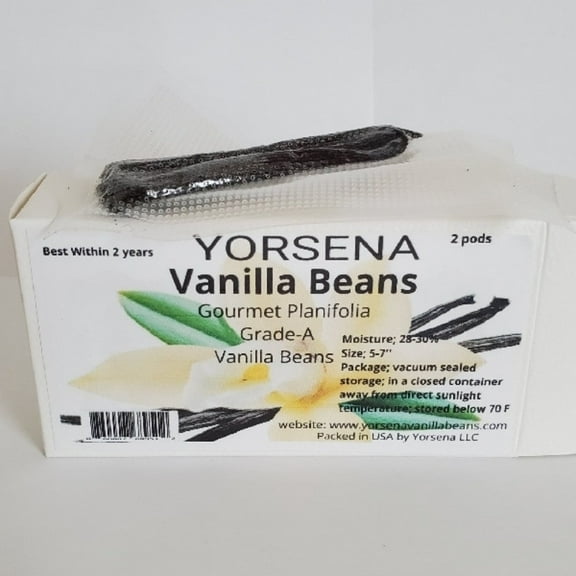 Best Within 2 years
YORSENA
2 pods
Vanilla Beans
Gourmet Planifolia
Grade-A
Vanilla Beans
Moisture; 28-30%
Size; 5-7"
Package; vacuum sealed
storage; in a closed container
away from direct sunlight
temperature; stored below 70 F
website: www.yorsenavanillabeans.com
Packed in USA by Yorsena LLC